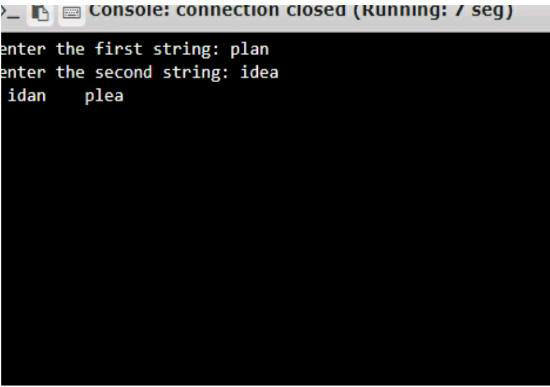 Console: connection closed (Running: 7 seg)
enter the first string: plan
enter the second string: idea
idan    plea